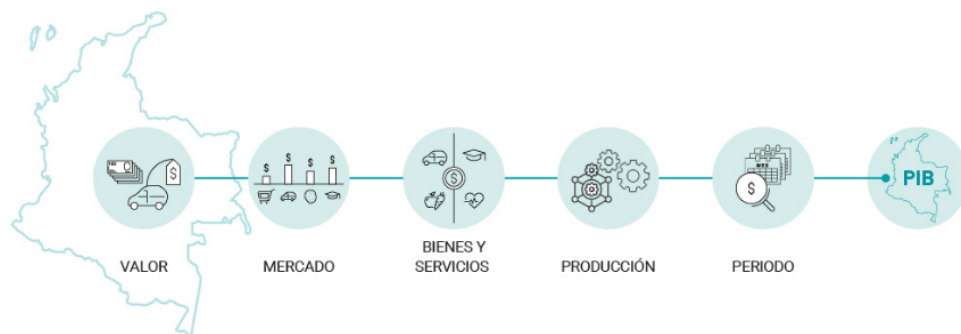 PIB
VALOR
MERCADO
BIENES Y
SERVICIOS
PRODUCCIÓN
PERIODO
$
$
$
$
$
$
$